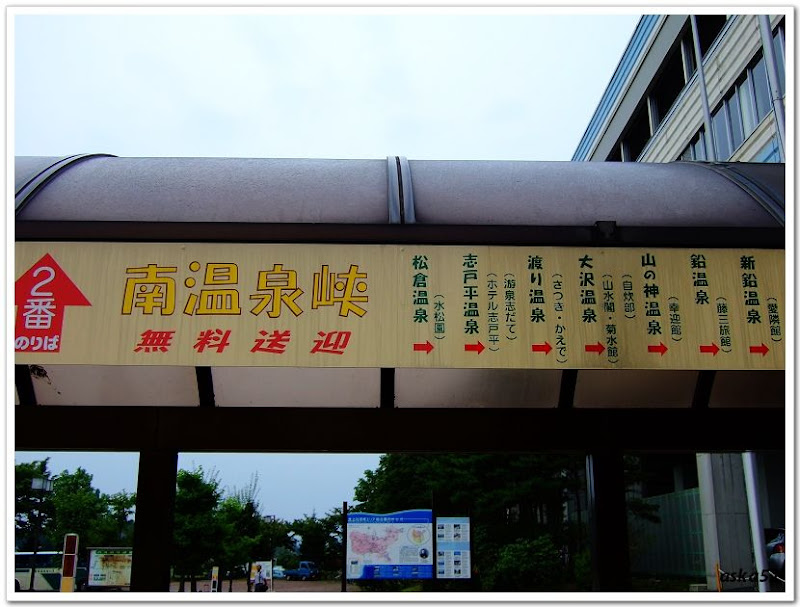 2
番
のりば
南温泉峡
無料送迎
松倉温泉
(水松園)
志戸平温泉
(游泉志だて)
(ホテル志戸平)
渡り温泉
(さつき・かえで)
大沢温泉
(山水閣・菊水館)
(自炊部)
山の神温泉
(幸迎館)
鉛温泉
(藤三旅館)
新鉛温泉
(愛隣館)